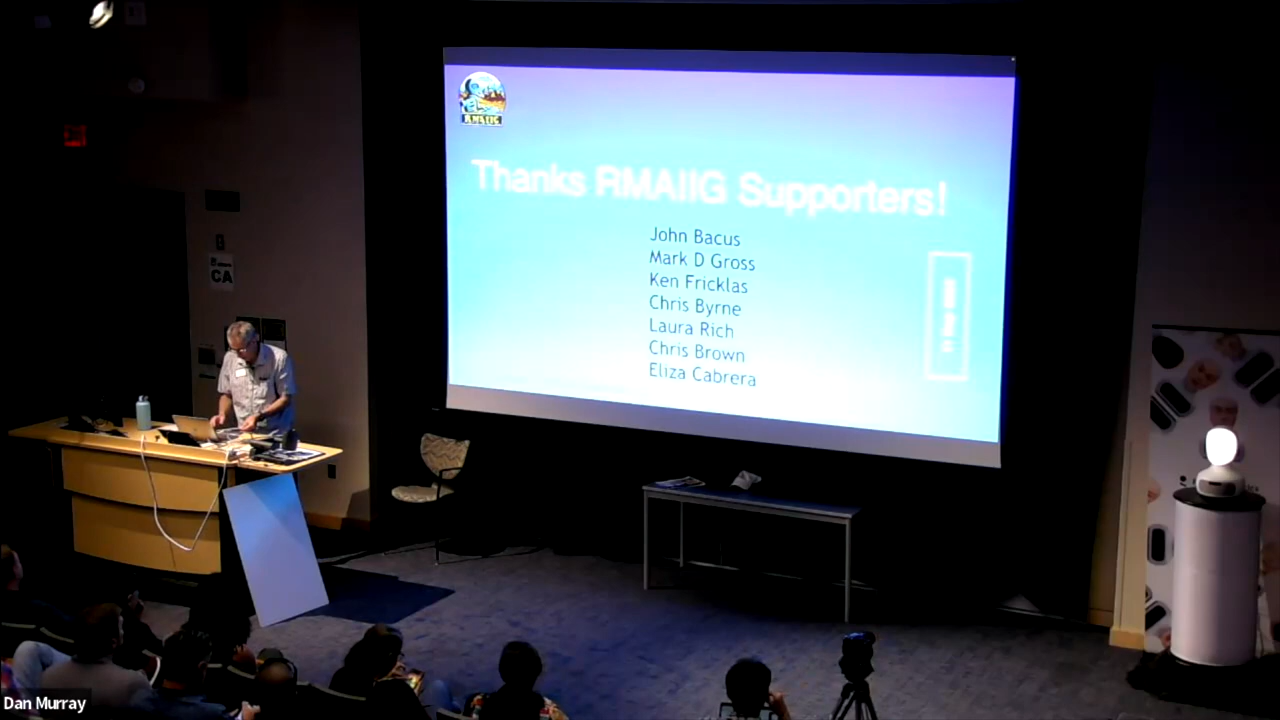 RMAIIG
Thanks RMAIIG Supporters!
John Bacus
Mark D Gross
Ken Fricklas
Chris Byrne
Laura Rich
Chris Brown
Eliza Cabrera
CA
Dan Murray